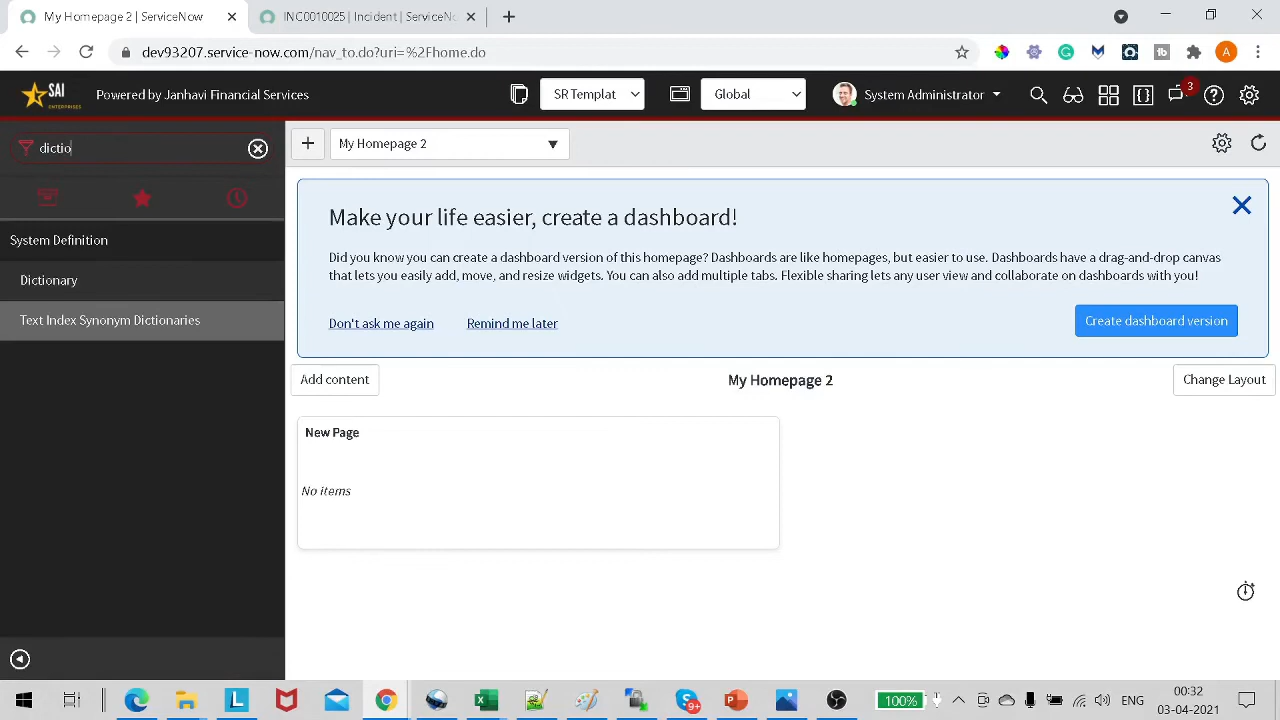 My Homepage 2 | ServiceNow
INC0010025 | Incident | ServiceNo
dev93207.service-now.com/nav_to.do?uri=%2Fhome.do
A
SAI
ENTERPRISES
Powered by Janhavi Financial Services
SR Templat
Global
System Administrator
3
dictio
My Homepage 2
System Definition
Dictionary
Text Index Synonym Dictionaries
Make your life easier, create a dashboard!
Did you know you can create a dashboard version of this homepage? Dashboards are like homepages, but easier to use. Dashboards have a drag-and-drop canvas
that lets you easily add, move, and resize widgets. You can also add multiple tabs. Flexible sharing lets any user view and collaborate on dashboards with you!
Don't ask me again
Remind me later
Create dashboard version
Add content
My Homepage 2
Change Layout
New Page
No items
9+
100%
ENG
00:32
03-04-2021